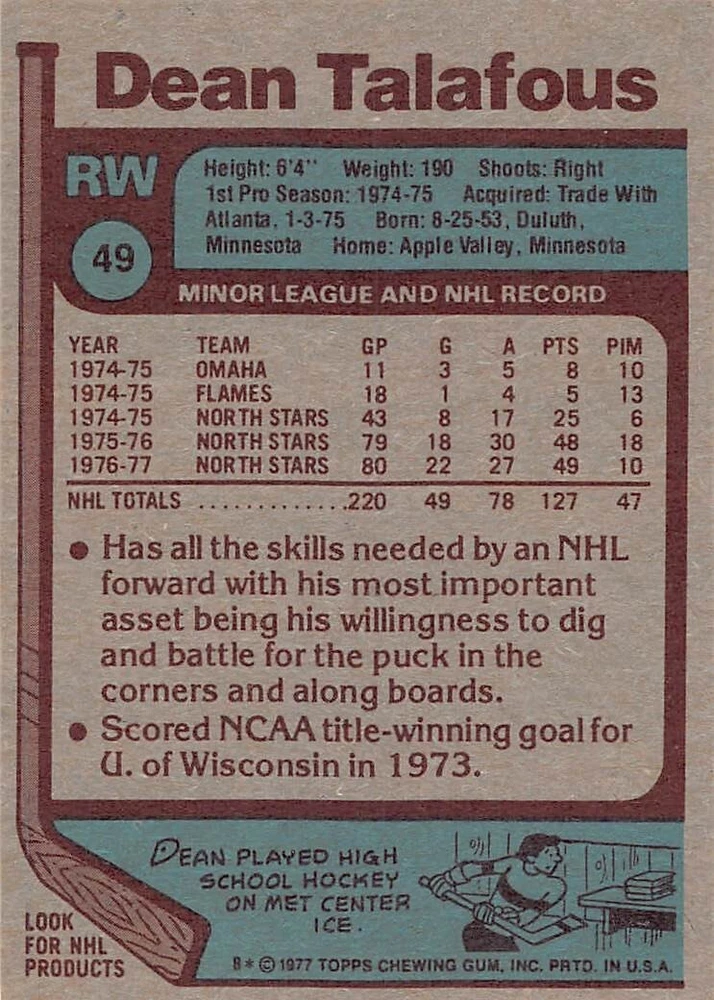 Dean Talafous
RW
Height: 6'4" Weight: 190 Shoots: Right
1st Pro Season: 1974-75 Acquired: Trade With
Atlanta, 1-3-75 Born: 8-25-53, Duluth,
Minnesota Home: Apple Valley, Minnesota
49
MINOR LEAGUE AND NHL RECORD
YEAR TEAM GP G A PTS PIM
1974-75 OMAHA 11 3 5 8 10
1974-75 FLAMES 18 1 4 5 13
1974-75 NORTH STARS 43 8 17 25 6
1975-76 NORTH STARS 79 18 30 48 18
1976-77 NORTH STARS 80 22 27 49 10
NHL TOTALS ..............220 49 78 127 47
• Has all the skills needed by an NHL
forward with his most important
asset being his willingness to dig
and battle for the puck in the
corners and along boards.
• Scored NCAA title-winning goal for
U. of Wisconsin in 1973.
DEAN PLAYED HIGH
SCHOOL HOCKEY
ON MET CENTER
ICE.
LOOK
FOR NHL
PRODUCTS
8* © 1977 TOPPS CHEWING GUM, INC. PRTD. IN U.S.A.